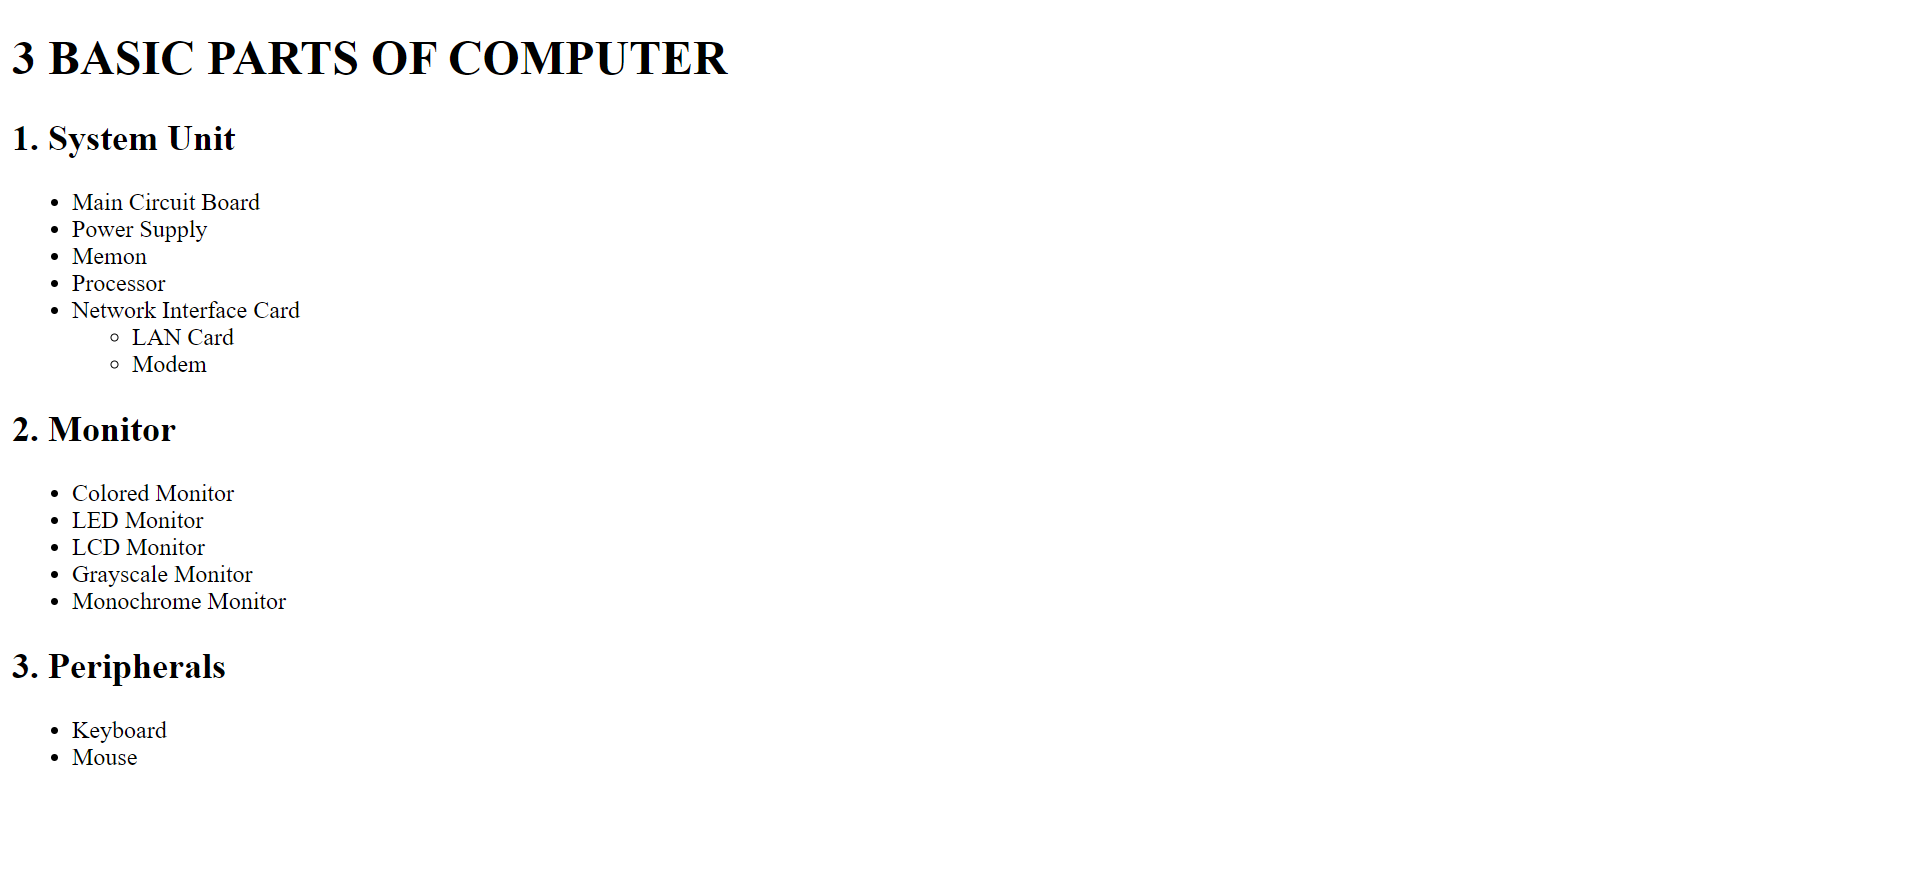 3 BASIC PARTS OF COMPUTER
1. System Unit
• Main Circuit Board
• Power Supply
• Memon
• Processor
• Network Interface Card
◦ LAN Card
◦ Modem
2. Monitor
• Colored Monitor
• LED Monitor
• LCD Monitor
• Grayscale Monitor
• Monochrome Monitor
3. Peripherals
• Keyboard
• Mouse